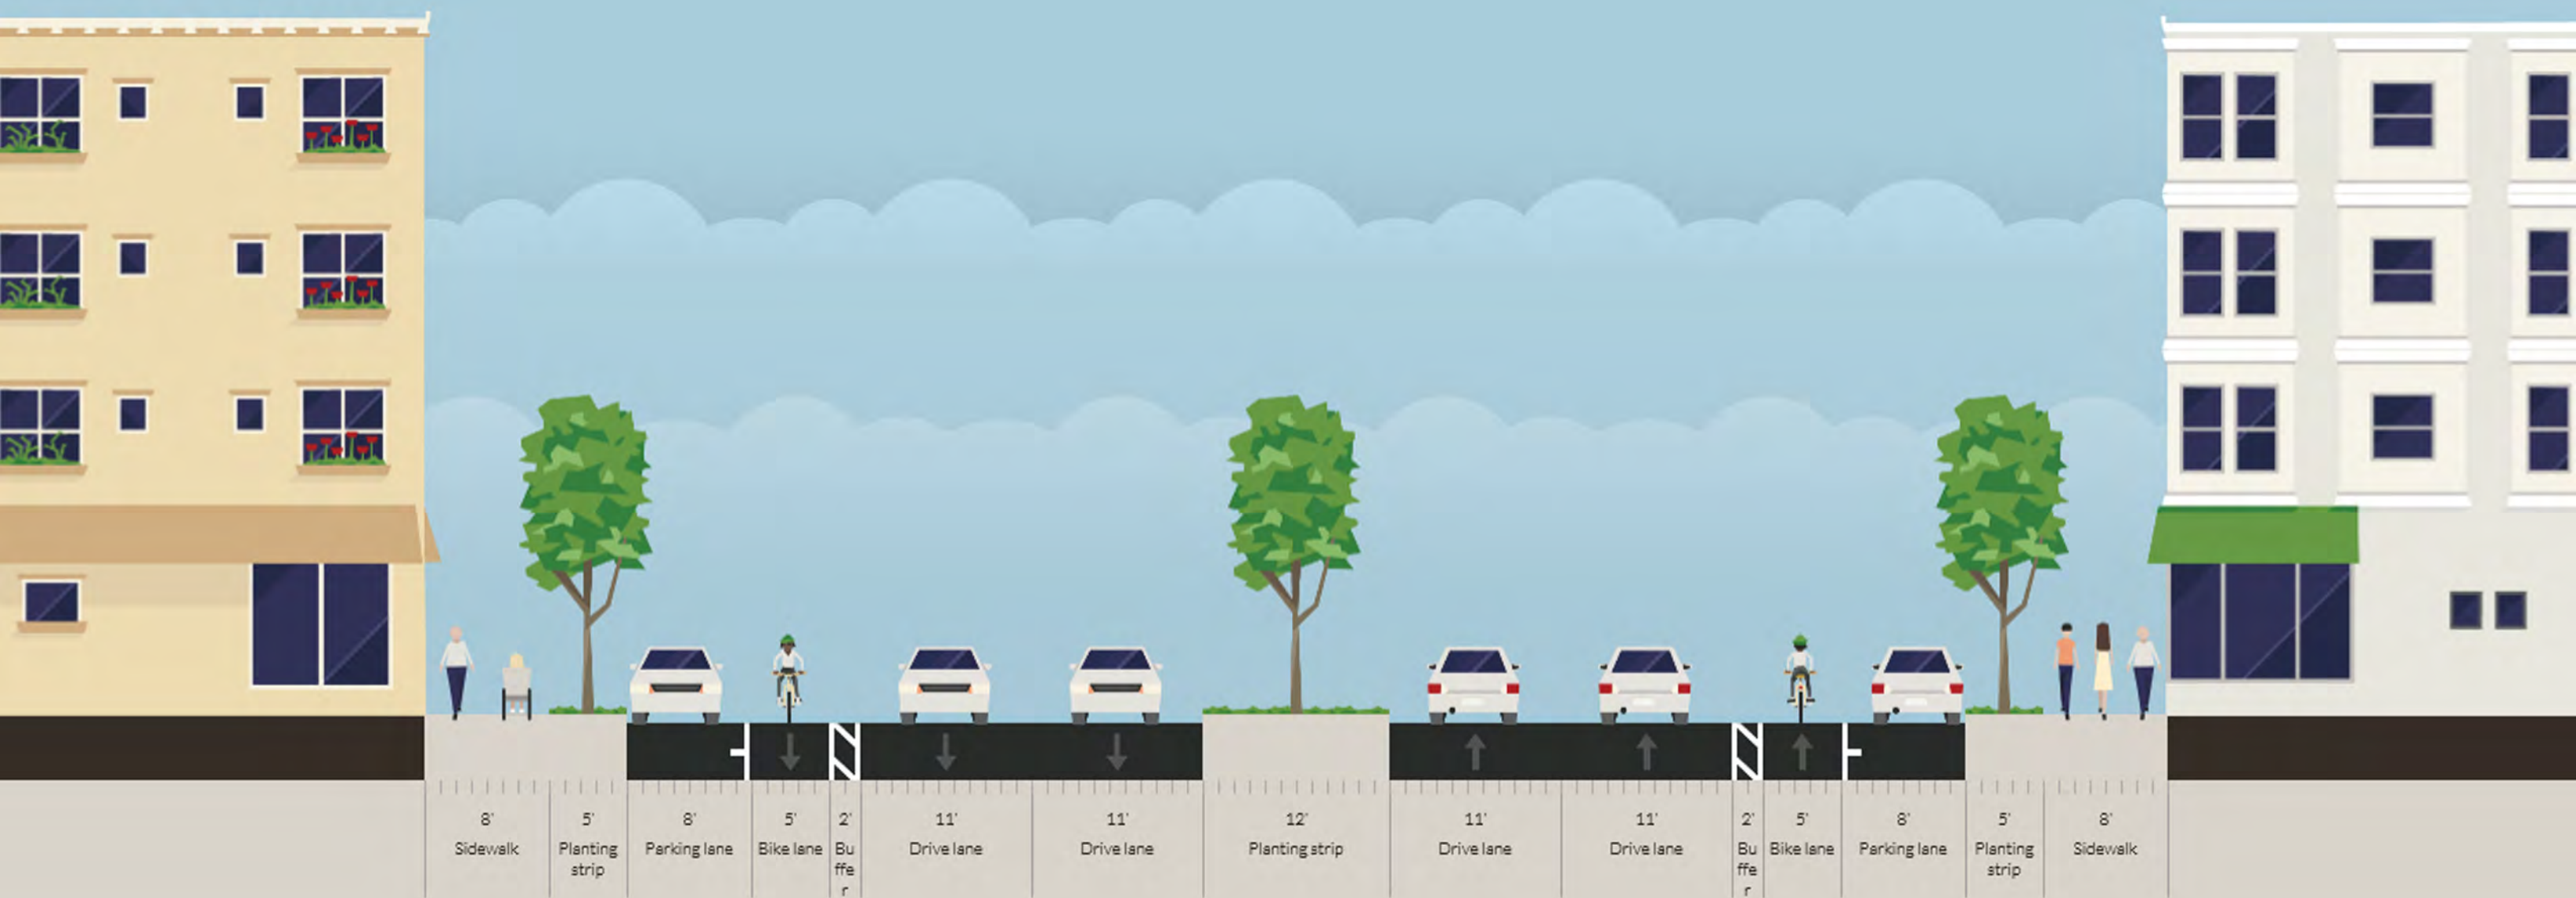 8' 5' 8' 5' 2' 11' 11' 12' 11' 11' 2' 5' 8' 5' 8'
Sidewalk Planting Parking lane Bike lane Bu Drive lane Drive lane Planting strip Drive lane Drive lane Bu Bike lane Parking lane Planting Sidewalk
strip ffe ffe strip
r r